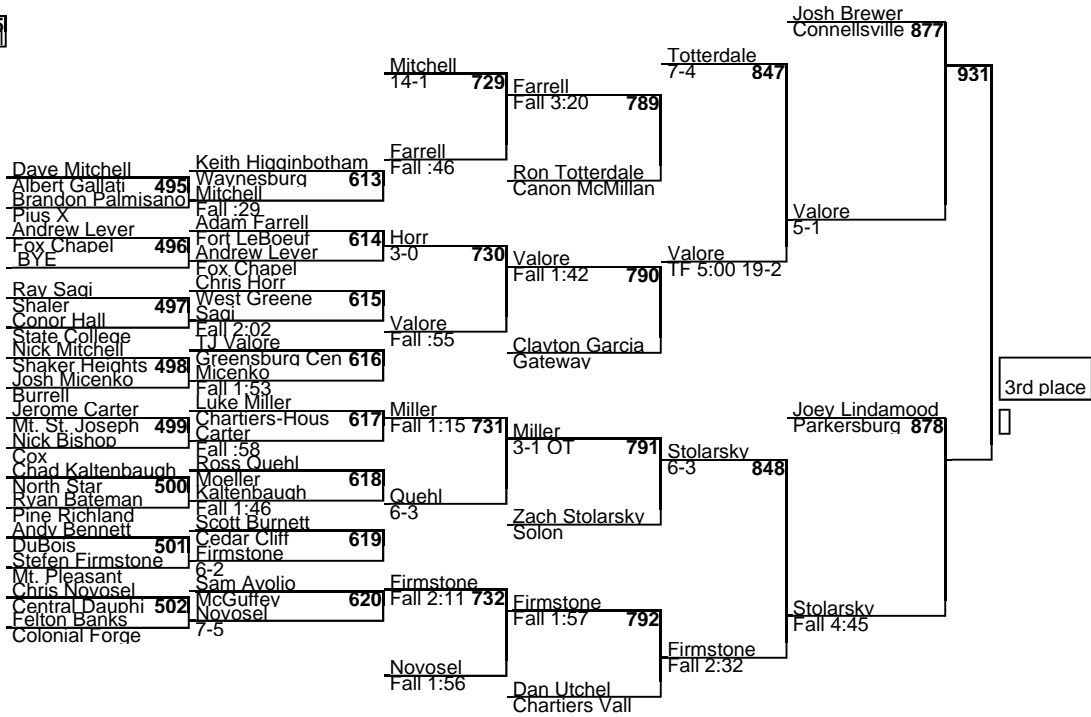 Dave Mitchell
Albert Gallati 495
Brandon Palmisano
Pius X
Andrew Lever
Fox Chapel 496
BYE
Ray Sagi
Shaler 497
Conor Hall
State College
Nick Mitchell
Shaker Heights 498
Josh Micenko
Burrell
Jerome Carter
Mt. St. Joseph 499
Nick Bishop
Cox
Chad Kaltenbaugh
North Star 500
Ryan Bateman
Pine Richland
Andy Bennett
DuBois 501
Stefen Firmstone
Mt. Pleasant
Chris Novosel
Central Dauphi 502
Felton Banks
Colonial Forge
Keith Higginbotham
Waynesburg 613
Mitchell
Fall :29
Adam Farrell
Fort LeBoeuf 614
Andrew Lever
Fox Chapel
Chris Horr
West Greene 615
Sagi
Fall 2:02
TJ Valore
Greensburg Cen 616
Micenko
Fall 1:53
Luke Miller
Chartiers-Hous 617
Carter
Fall :58
Ross Quehl
Moeller 618
Kaltenbaugh
Fall 1:46
Scott Burnett
Cedar Cliff 619
Firmstone
6-2
Sam Avolio
McGuffey 620
Novosel
7-5
Mitchell
14-1 729
Farrell
Fall :46
Horr
3-0 730
Valore
Fall :55
Miller
Fall 1:15 731
Quehl
6-3
Firmstone
Fall 2:11 732
Novosel
Fall 1:56
Farrell
Fall 3:20 789
Ron Totterdale
Canon McMillan
Valore
Fall 1:42 790
Clayton Garcia
Gateway
Miller
3-1 OT 791
Zach Stolarsky
Solon
Firmstone
Fall 1:57 792
Dan Utchel
Chartiers Vall
Totterdale
7-4 847
Valore
TF 5:00 19-2
Stolarsky
6-3 848
Firmstone
Fall 2:32
Josh Brewer
Connellsville 877
Valore
5-1
Joey Lindamood
Parkersburg 878
Stolarsky
Fall 4:45
931
3rd place